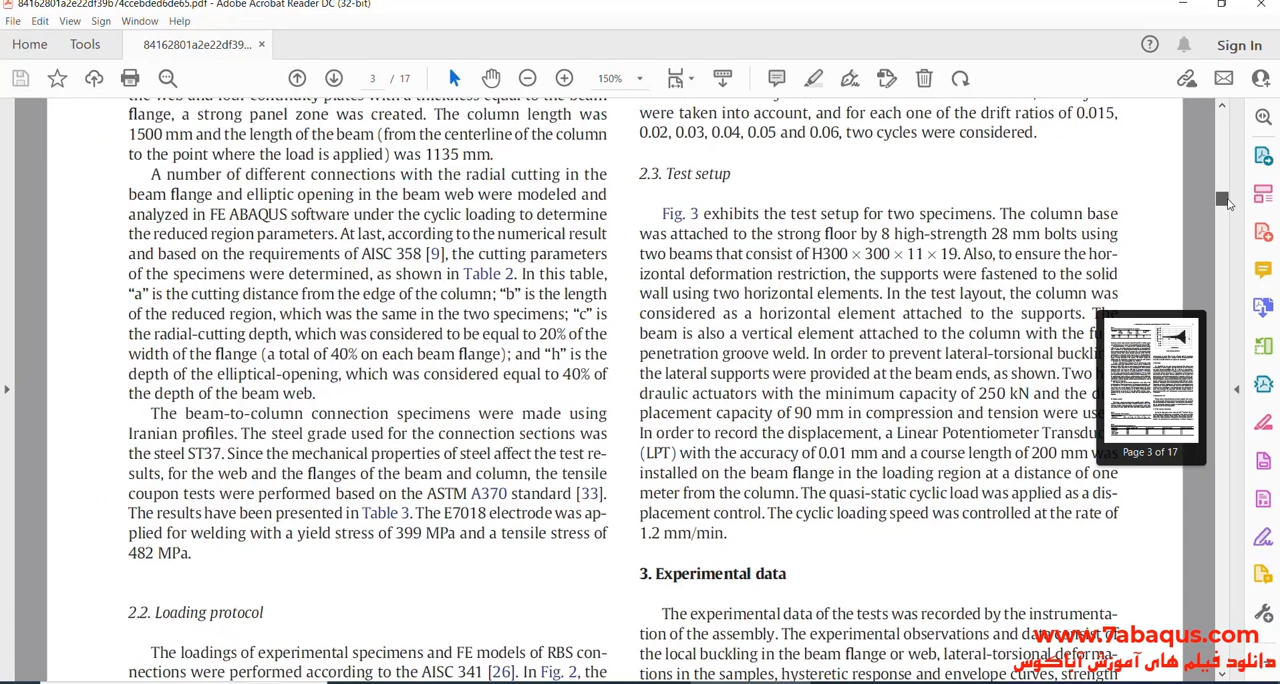 84162801a2e22df39b74ccebded6de65.pdf - Adobe Acrobat Reader DC (32-bit)
File Edit View Sign Window Help
Home Tools 84162801a2e22df39... × Sign In
3 / 17 150%
the web and four continuity plates with a thickness equal to the beam
flange, a strong panel zone was created. The column length was
1500 mm and the length of the beam (from the centerline of the column
to the point where the load is applied) was 1135 mm.
A number of different connections with the radial cutting in the
beam flange and elliptic opening in the beam web were modeled and
analyzed in FE ABAQUS software under the cyclic loading to determine
the reduced region parameters. At last, according to the numerical result
and based on the requirements of AISC 358 [9], the cutting parameters
of the specimens were determined, as shown in Table 2. In this table,
“a” is the cutting distance from the edge of the column; “b” is the length
of the reduced region, which was the same in the two specimens; “c” is
the radial-cutting depth, which was considered to be equal to 20% of the
width of the flange (a total of 40% on each beam flange); and “h” is the
depth of the elliptical-opening, which was considered equal to 40% of
the depth of the beam web.
The beam-to-column connection specimens were made using
Iranian profiles. The steel grade used for the connection sections was
the steel ST37. Since the mechanical properties of steel affect the test re-
sults, for the web and the flanges of the beam and column, the tensile
coupon tests were performed based on the ASTM A370 standard [33].
The results have been presented in Table 3. The E7018 electrode was ap-
plied for welding with a yield stress of 399 MPa and a tensile stress of
482 MPa.
2.2. Loading protocol
The loadings of experimental specimens and FE models of RBS con-
nections were performed according to the AISC 341 [26]. In Fig. 2, the
were taken into account, and for each one of the drift ratios of 0.015,
0.02, 0.03, 0.04, 0.05 and 0.06, two cycles were considered.
2.3. Test setup
Fig. 3 exhibits the test setup for two specimens. The column base
was attached to the strong floor by 8 high-strength 28 mm bolts using
two beams that consist of H300 × 300 × 11 × 19. Also, to ensure the hor-
izontal deformation restriction, the supports were fastened to the solid
wall using two horizontal elements. In the test layout, the column was
considered as a horizontal element attached to the supports. The
beam is also a vertical element attached to the column with the fu
penetration groove weld. In order to prevent lateral-torsional buckli
the lateral supports were provided at the beam ends, as shown. Two h
draulic actuators with the minimum capacity of 250 kN and the d
placement capacity of 90 mm in compression and tension were us
In order to record the displacement, a Linear Potentiometer Transdu
(LPT) with the accuracy of 0.01 mm and a course length of 200 mm w
installed on the beam flange in the loading region at a distance of one
meter from the column. The quasi-static cyclic load was applied as a dis-
placement control. The cyclic loading speed was controlled at the rate of
1.2 mm/min.
3. Experimental data
The experimental data of the tests was recorded by the instrumenta-
tion of the assembly. The experimental observations and data consist of
the local buckling in the beam flange or web, lateral-torsional deforma-
tions in the samples, hysteretic response and envelope curves, strength
Page 3 of 17
www.7abaqus.com
دانلود فیلم های آموزش آباکوس